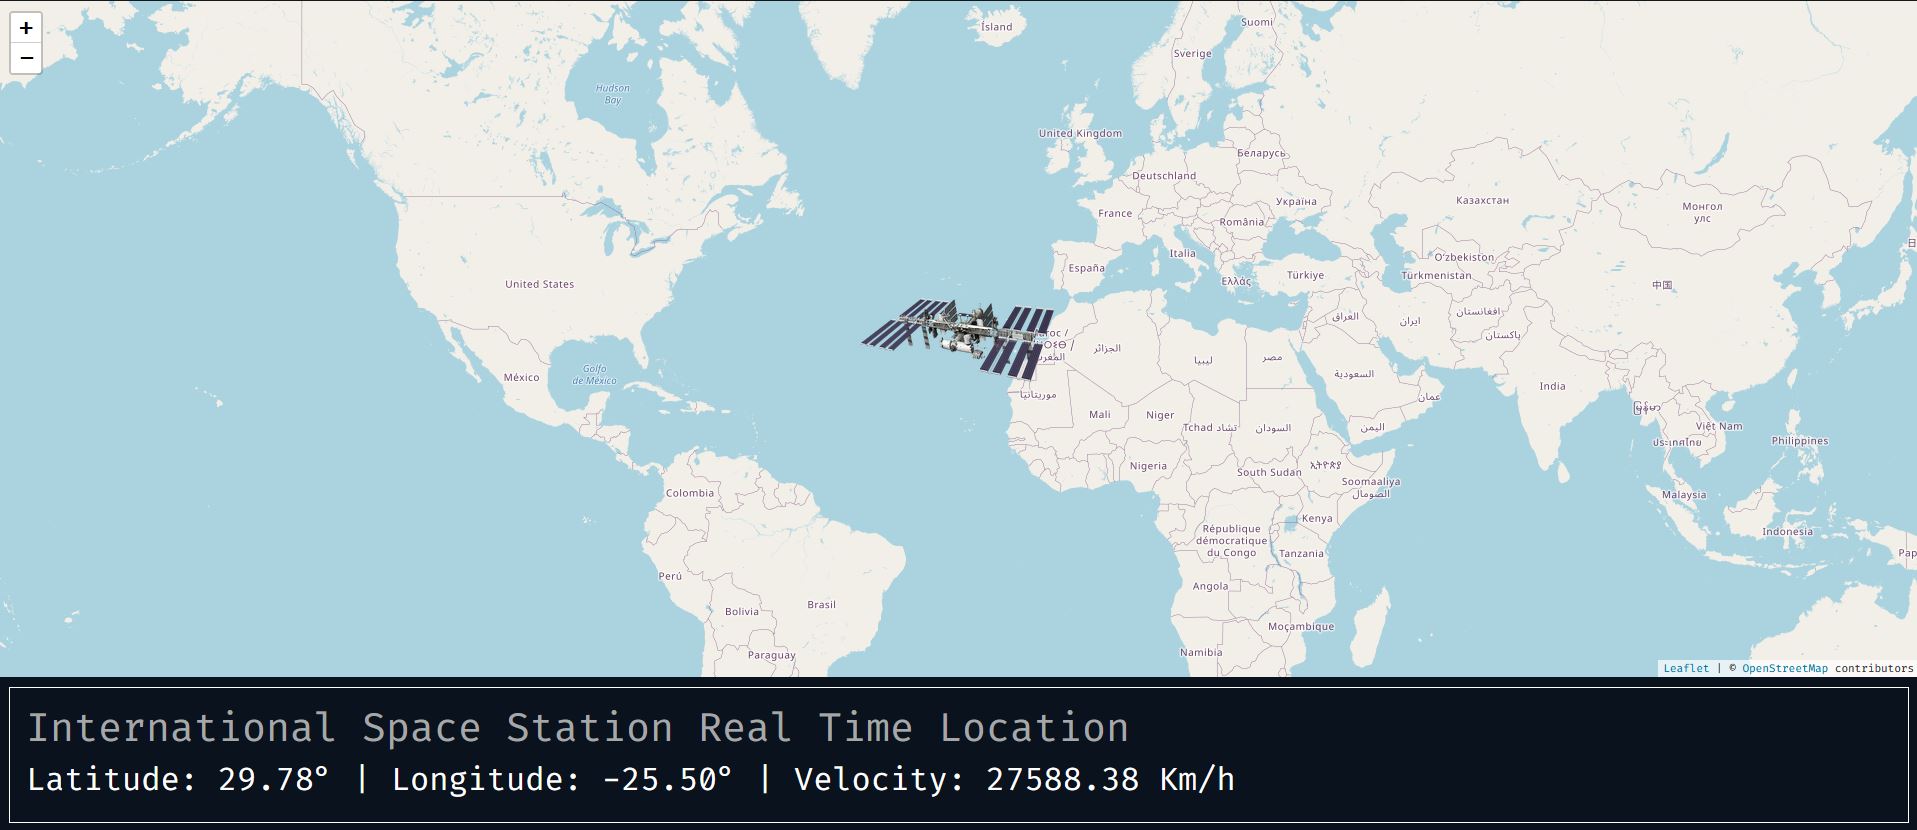 +
−
Ísland
Suomi
Sverige
Hudson
Bay
United Kingdom
Беларусь
Deutschland
Україна
Казахстан
Монгол
улс
France
România
Italia
O'zbekiston
España
Ελλάς
Türkiye
Türkmenistan
United States
中国
日
افغانستان
العراق
ایران
پاکستان
الجزائر
ليبيا
مصر
México
Golfo
de México
السعودية
India
موريتانيا
عمان
Mali
Niger
Tchad تشاد
السودان
اليمن
Việt Nam
Philippines
ประเทศไทย
Nigeria
South Sudan
Soomaaliya
الصومال
Colombia
Malaysia
Kenya
République
démocratique
du Congo
Indonesia
Tanzania
Pap
Perú
Angola
Bolivia
Brasil
Moçambique
Paraguay
Namibia
Leaflet | © OpenStreetMap contributors
International Space Station Real Time Location
Latitude: 29.78° | Longitude: -25.50° | Velocity: 27588.38 Km/h